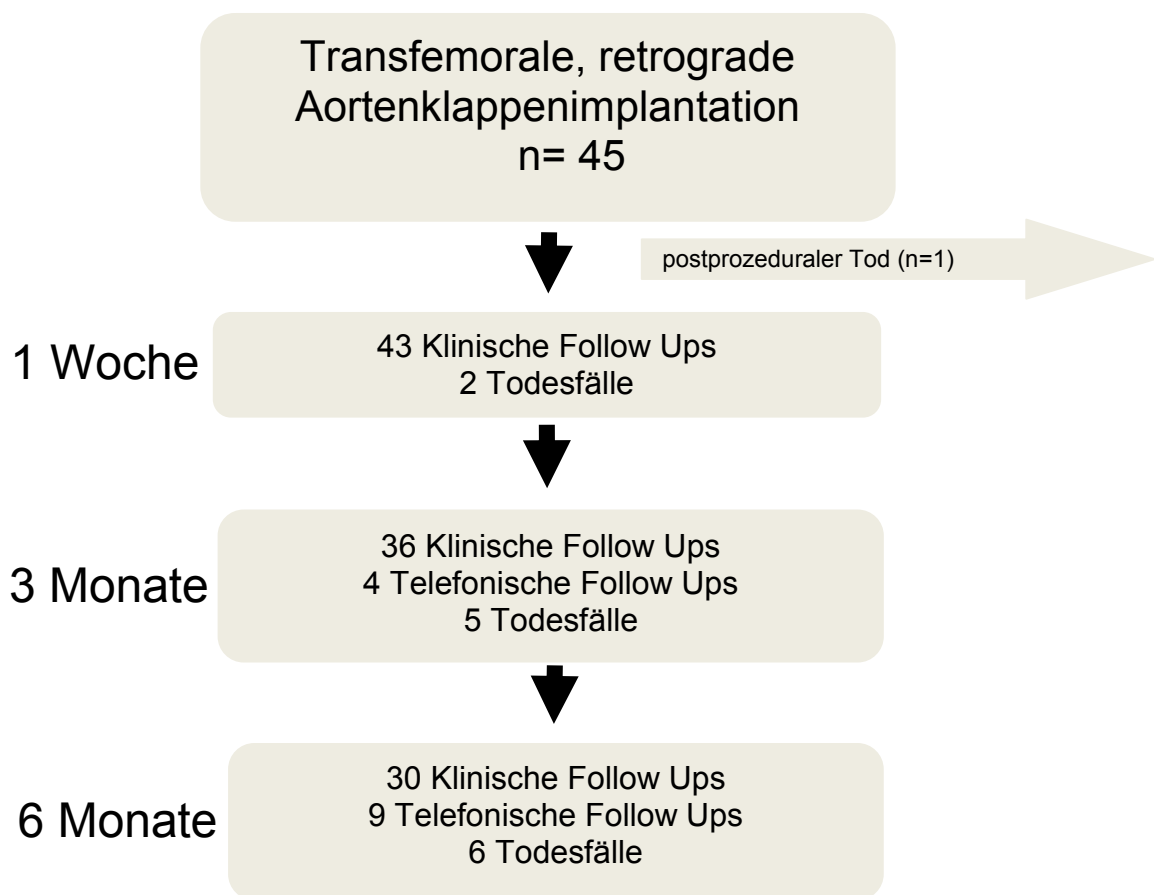 Transfemorale, retrograde
Aortenklappenimplantation
n= 45
postprozeduraler Tod (n=1)
1 Woche
43 Klinische Follow Ups
2 Todesfälle
3 Monate
36 Klinische Follow Ups
4 Telefonische Follow Ups
5 Todesfälle
6 Monate
30 Klinische Follow Ups
9 Telefonische Follow Ups
6 Todesfälle